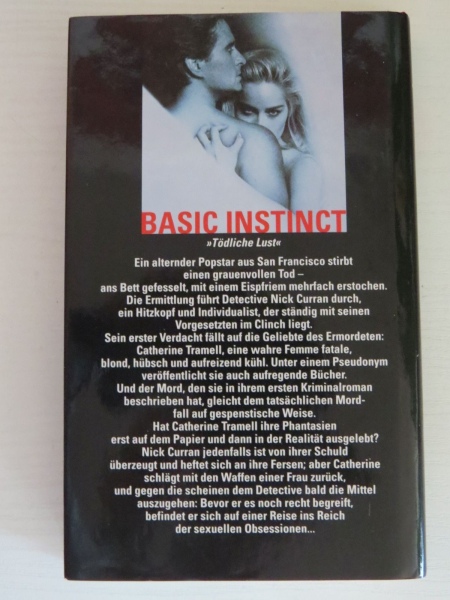 BASIC INSTINCT
»Tödliche Lust«
Ein alternder Popstar aus San Francisco stirbt
einen grauenvollen Tod –
ans Bett gefesselt, mit einem Eispfriem mehrfach erstochen.
Die Ermittlung führt Detective Nick Curran durch,
ein Hitzkopf und Individualist, der ständig mit seinen
Vorgesetzten im Clinch liegt.
Sein erster Verdacht fällt auf die Geliebte des Ermordeten:
Catherine Tramell, eine wahre Femme fatale,
blond, hübsch und aufreizend kühl. Unter einem Pseudonym
veröffentlicht sie auch aufregende Bücher.
Und der Mord, den sie in ihrem ersten Kriminalroman
beschrieben hat, gleicht dem tatsächlichen Mord-
fall auf gespenstische Weise.
Hat Catherine Tramell ihre Phantasien
erst auf dem Papier und dann in der Realität ausgelebt?
Nick Curran jedenfalls ist von ihrer Schuld
überzeugt und heftet sich an ihre Fersen; aber Catherine
schlägt mit den Waffen einer Frau zurück,
und gegen die scheinen dem Detective bald die Mittel
auszugehen: Bevor er es noch recht begreift,
befindet er sich auf einer Reise ins Reich
der sexuellen Obsessionen...